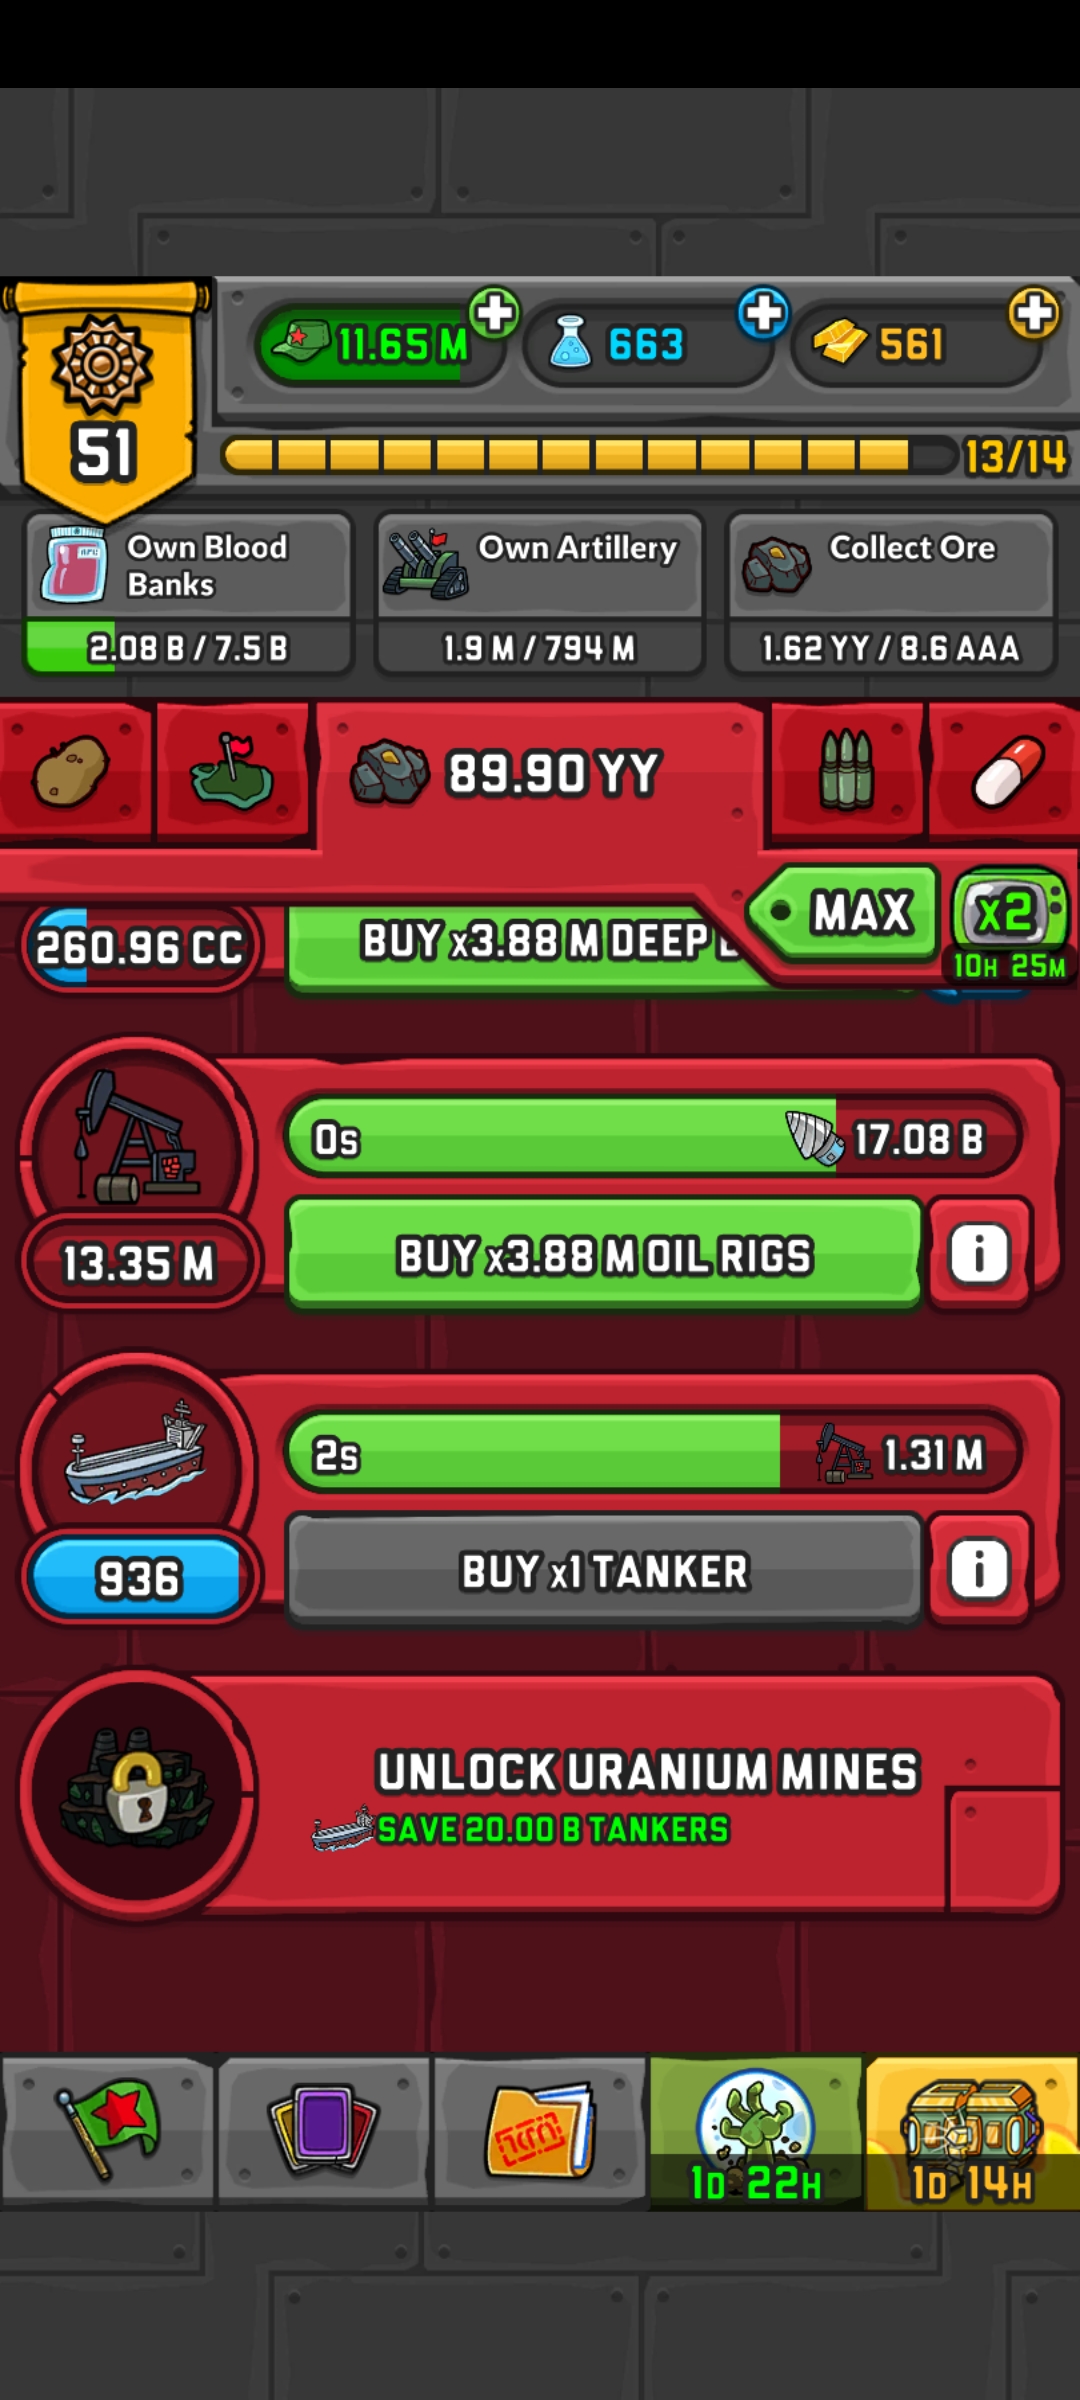 11.65 M
663
561
51
13/14
Own Blood
Banks
Own Artillery
Collect Ore
2.08 B / 7.5 B
1.9 M / 794 M
1.62 YY / 8.6 AAA
89.90 YY
MAX
x2
10H 25M
260.96 CC
BUY x3.88 M DEEP
0s
17.08 B
13.35 M
BUY x3.88 M OIL RIGS
i
2s
1.31 M
936
BUY x1 TANKER
i
UNLOCK URANIUM MINES
SAVE 20.00 B TANKERS
1D 22H
1D 14H